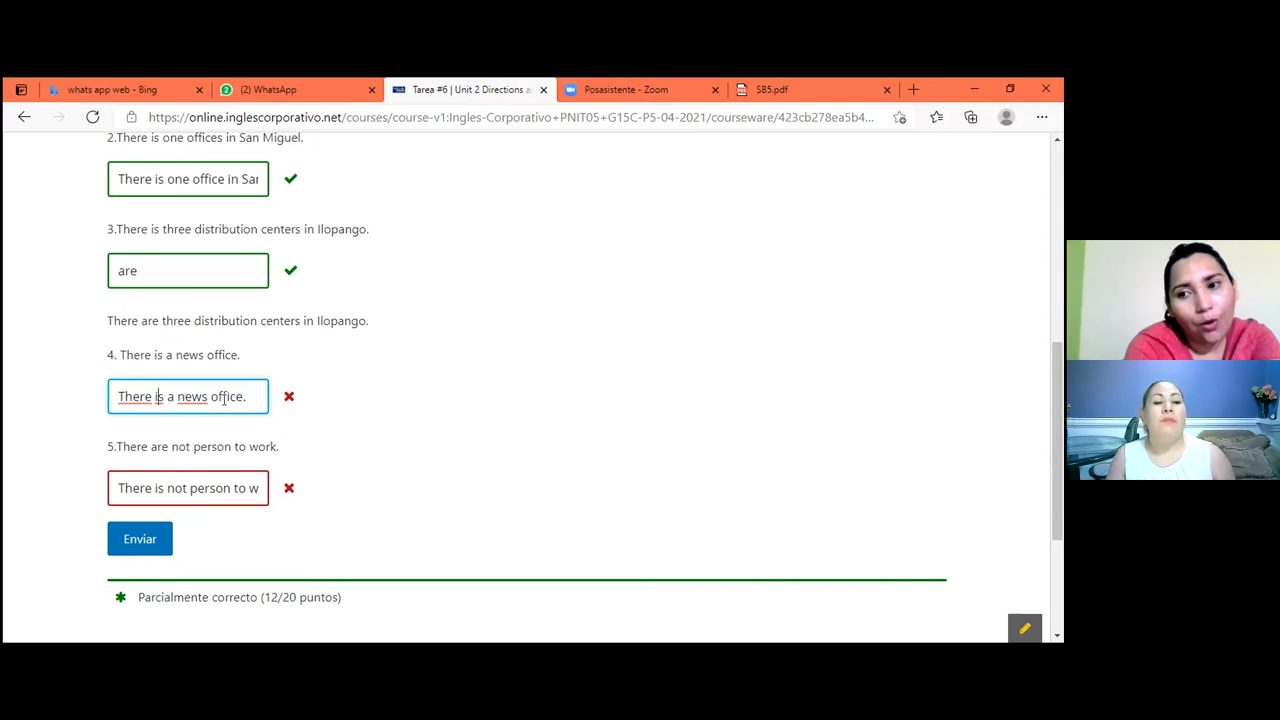 whats app web - Bing
2
(2) WhatsApp
Tarea #6 | Unit 2 Directions a
Posasistente - Zoom
SB5.pdf
https://online.inglescorporativo.net/courses/course-v1:Ingles-Corporativo+PNIT05+G15C-P5-04-2021/courseware/423cb278ea5b4...
2.There is one offices in San Miguel.
There is one office in Sar
3.There is three distribution centers in Ilopango.
are
There are three distribution centers in Ilopango.
4. There is a news office.
There is a news office.
5.There are not person to work.
There is not person to w
Enviar
Parcialmente correcto (12/20 puntos)